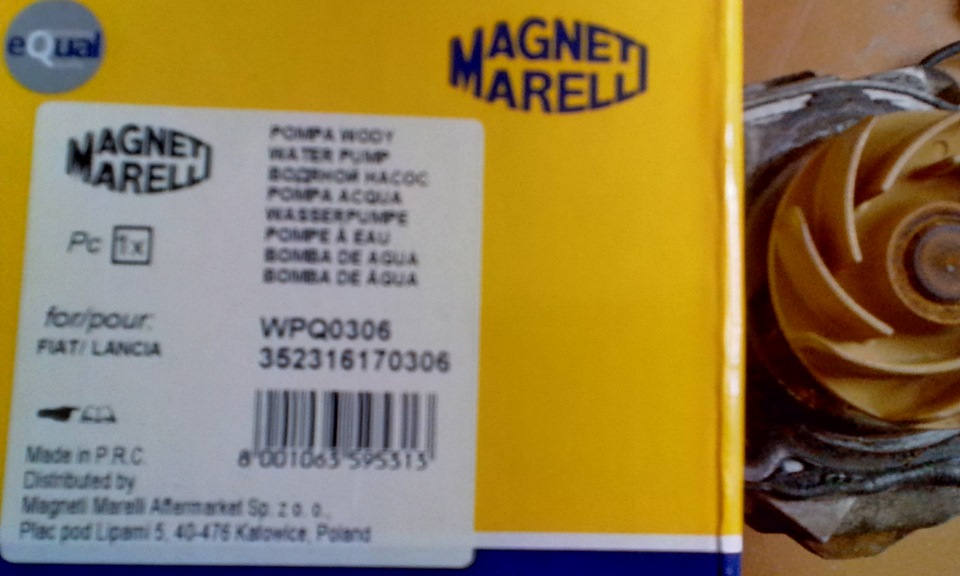 eQual
MAGNETI
MARELLI
MAGNETI
MARELLI
POMPA WODY
WATER PUMP
ВОДЯНОЙ НАСОС
POMPA ACQUA
WASSERPUMPE
POMPE À EAU
BOMBA DE AGUA
BOMBA DE ÁGUA
Pc 1x
for/pour:
FIAT/ LANCIA
WPQ0306
352316170306
8 001063 595313
Made in P.R.C.
Distributed by
Magneti Marelli Aftermarket Sp. z o. o.,
Plac pod Lipami 5, 40-476 Katowice, Poland